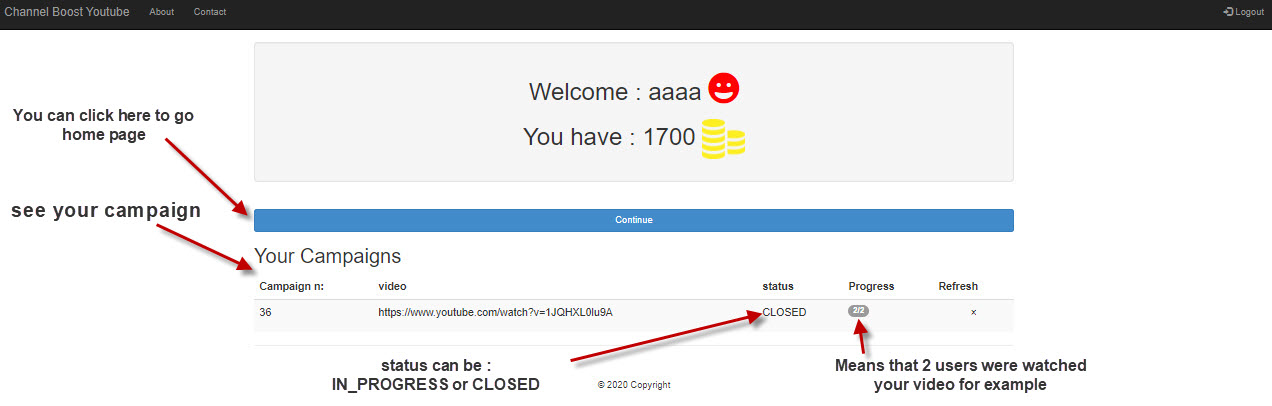 Channel Boost Youtube About Contact Logout
Welcome : aaaa
You have : 1700
You can click here to go
home page
see your campaign
Continue
Your Campaigns
Campaign n: video status Progress Refresh
36 https://www.youtube.com/watch?v=1JQHXL0Iu9A CLOSED 2/2 ×
status can be :
IN_PROGRESS or CLOSED
Means that 2 users were watched
your video for example
© 2020 Copyright